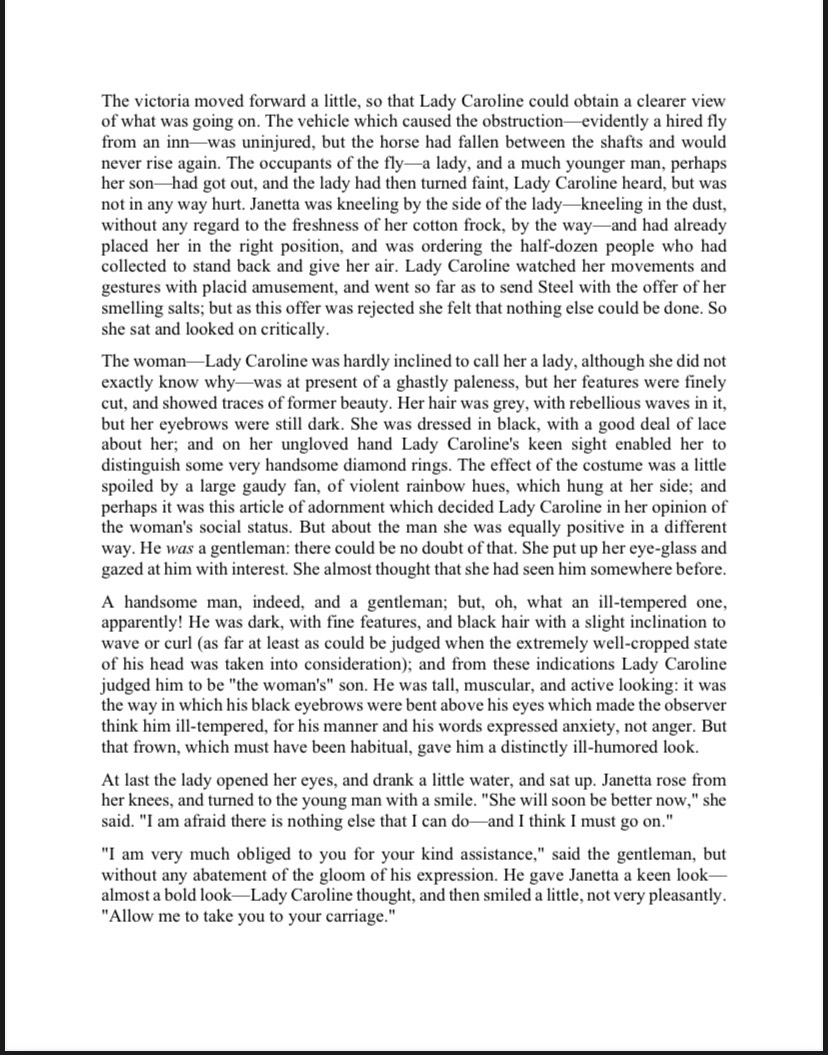 The victoria moved forward a little, so that Lady Caroline could obtain a clearer view
of what was going on. The vehicle which caused the obstruction—evidently a hired fly
from an inn—was uninjured, but the horse had fallen between the shafts and would
never rise again. The occupants of the fly—a lady, and a much younger man, perhaps
her son—had got out, and the lady had then turned faint, Lady Caroline heard, but was
not in any way hurt. Janetta was kneeling by the side of the lady—kneeling in the dust,
without any regard to the freshness of her cotton frock, by the way—and had already
placed her in the right position, and was ordering the half-dozen people who had
collected to stand back and give her air. Lady Caroline watched her movements and
gestures with placid amusement, and went so far as to send Steel with the offer of her
smelling salts; but as this offer was rejected she felt that nothing else could be done. So
she sat and looked on critically.
The woman—Lady Caroline was hardly inclined to call her a lady, although she did not
exactly know why—was at present of a ghastly paleness, but her features were finely
cut, and showed traces of former beauty. Her hair was grey, with rebellious waves in it,
but her eyebrows were still dark. She was dressed in black, with a good deal of lace
about her; and on her ungloved hand Lady Caroline's keen sight enabled her to
distinguish some very handsome diamond rings. The effect of the costume was a little
spoiled by a large gaudy fan, of violent rainbow hues, which hung at her side; and
perhaps it was this article of adornment which decided Lady Caroline in her opinion of
the woman's social status. But about the man she was equally positive in a different
way. He was a gentleman: there could be no doubt of that. She put up her eye-glass and
gazed at him with interest. She almost thought that she had seen him somewhere before.
A handsome man, indeed, and a gentleman; but, oh, what an ill-tempered one,
apparently! He was dark, with fine features, and black hair with a slight inclination to
wave or curl (as far at least as could be judged when the extremely well-cropped state
of his head was taken into consideration); and from these indications Lady Caroline
judged him to be "the woman's" son. He was tall, muscular, and active looking: it was
the way in which his black eyebrows were bent above his eyes which made the observer
think him ill-tempered, for his manner and his words expressed anxiety, not anger. But
that frown, which must have been habitual, gave him a distinctly ill-humored look.
At last the lady opened her eyes, and drank a little water, and sat up. Janetta rose from
her knees, and turned to the young man with a smile. "She will soon be better now," she
said. "I am afraid there is nothing else that I can do—and I think I must go on."
"I am very much obliged to you for your kind assistance," said the gentleman, but
without any abatement of the gloom of his expression. He gave Janetta a keen look—
almost a bold look—Lady Caroline thought, and then smiled a little, not very pleasantly.
"Allow me to take you to your carriage."